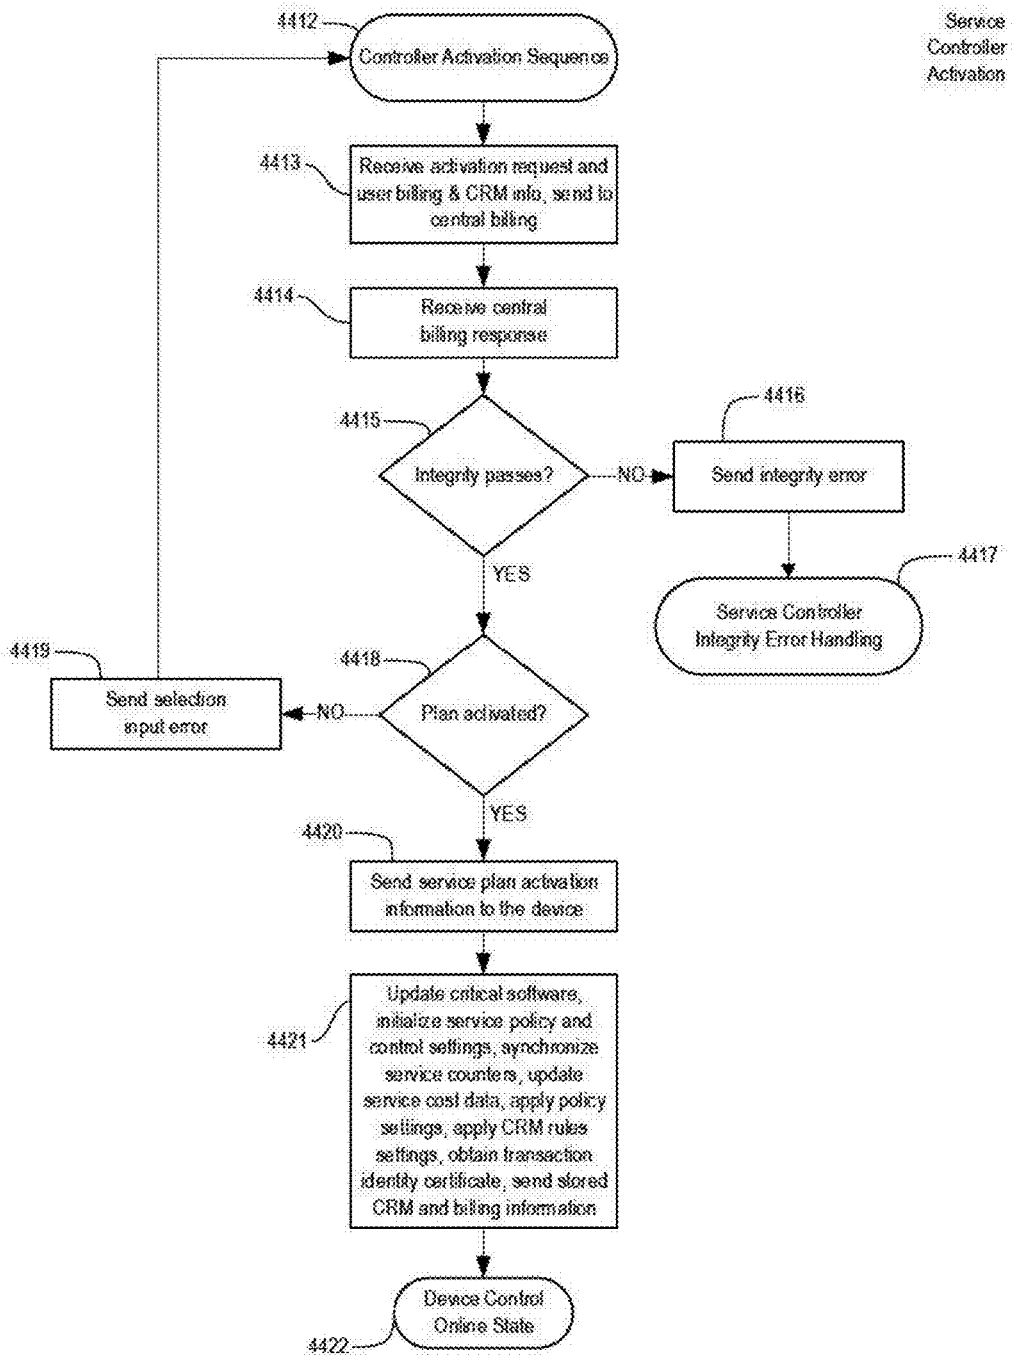 Service
Controller
Activation
4412
Controller Activation Sequence
4413
Receive activation request and
user billing & CRM info, send to
central billing
4414
Receive central
billing response
4415
Integrity passes?
NO
4416
Send integrity error
4417
Service Controller
Integrity Error Handling
YES
4418
Plan activated?
NO
4419
Send selection
input error
YES
4420
Send service plan activation
information to the device
4421
Update critical software,
initialize service policy and
control settings, synchronize
service counters, update
service cost data, apply policy
settings, apply CRM rules
settings, obtain transaction
identity certificate, send stored
CRM and billing information
Device Control
Online State
4422